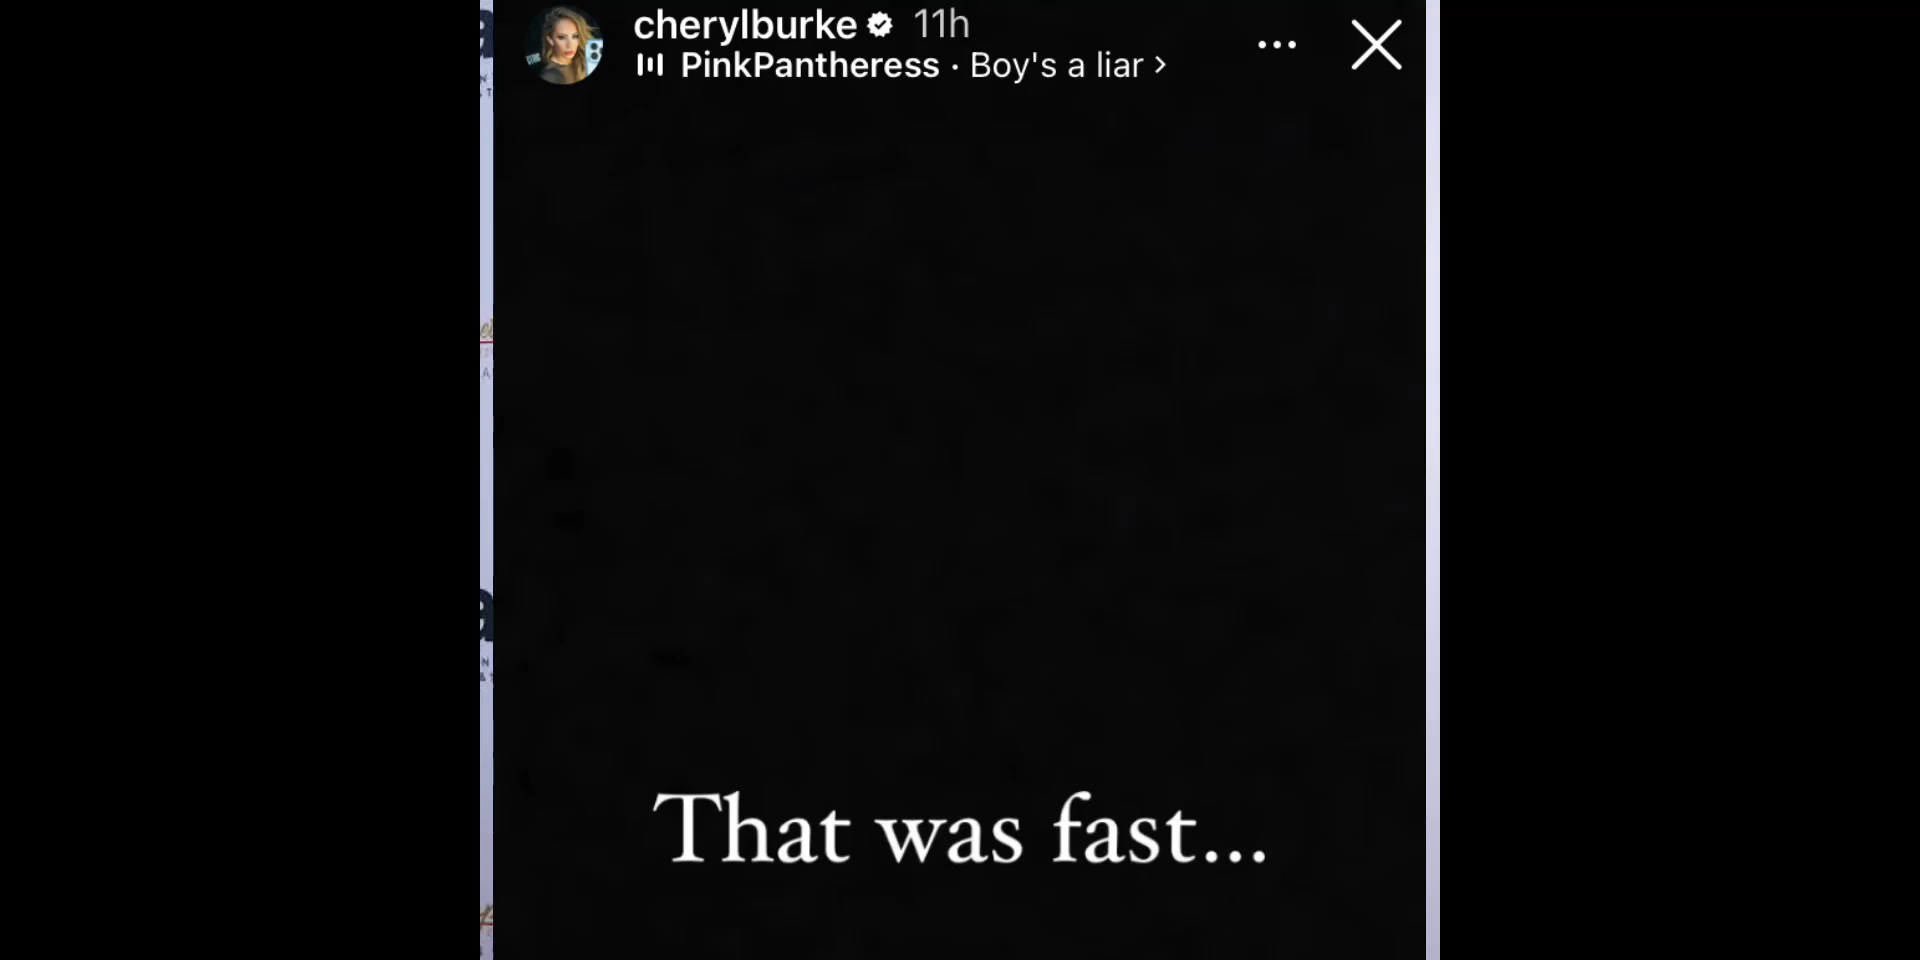 cherylburke 11h
PinkPantheress · Boy's a liar >
That was fast...